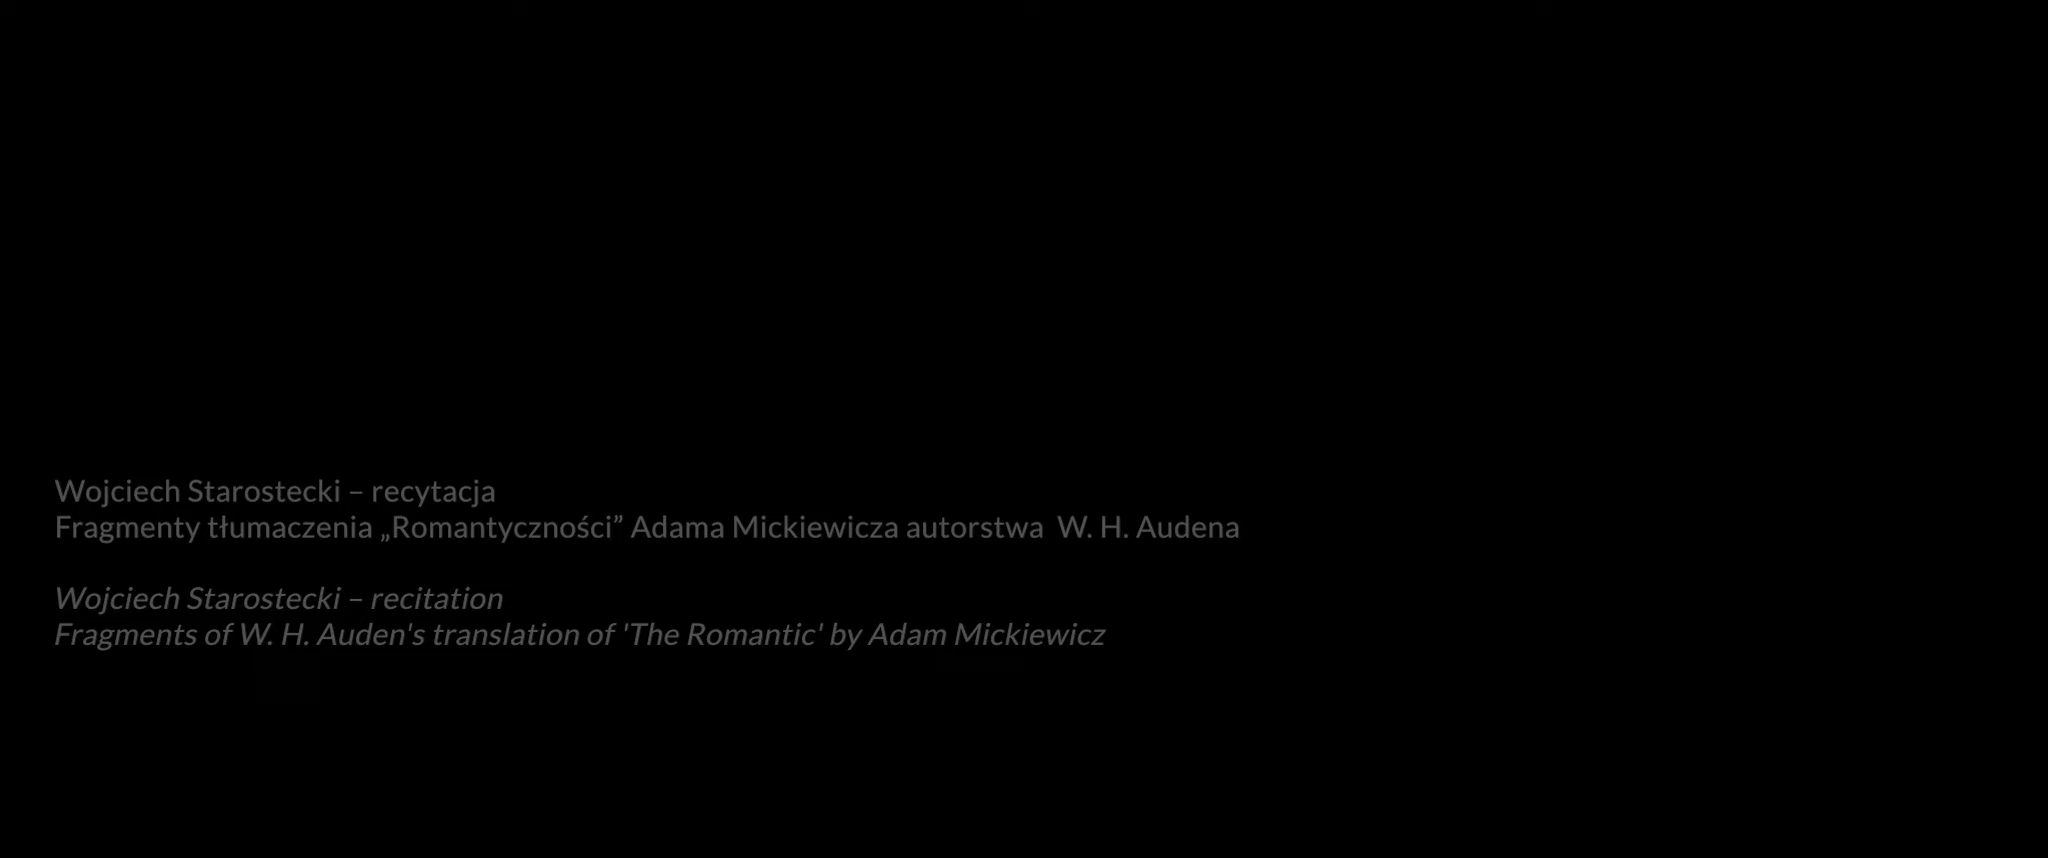 Wojciech Starostecki – recytacja
Fragmenty tłumaczenia „Romantyczności” Adama Mickiewicza autorstwa  W. H. Audena
Wojciech Starostecki – recitation
Fragments of W. H. Auden's translation of 'The Romantic' by Adam Mickiewicz